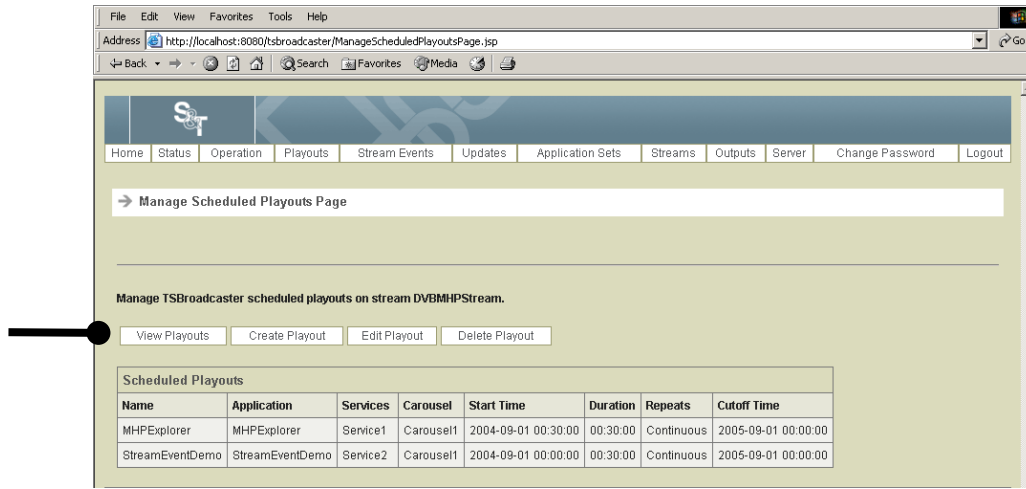 File Edit View Favorites Tools Help
Address http://localhost:8080/tsbroadcaster/ManageScheduledPlayoutsPage.jsp Go
Back Search Favorites Media
S&T
Home Status Operation Playouts Stream Events Updates Application Sets Streams Outputs Server Change Password Logout
Manage Scheduled Playouts Page
Manage TSBroadcaster scheduled playouts on stream DVBMHPStream.
View Playouts Create Playout Edit Playout Delete Playout
Scheduled Playouts
Name Application Services Carousel Start Time Duration Repeats Cutoff Time
MHPExplorer MHPExplorer Service1 Carousel1 2004-09-01 00:30:00 00:30:00 Continuous 2005-09-01 00:00:00
StreamEventDemo StreamEventDemo Service2 Carousel1 2004-09-01 00:00:00 00:30:00 Continuous 2005-09-01 00:00:00